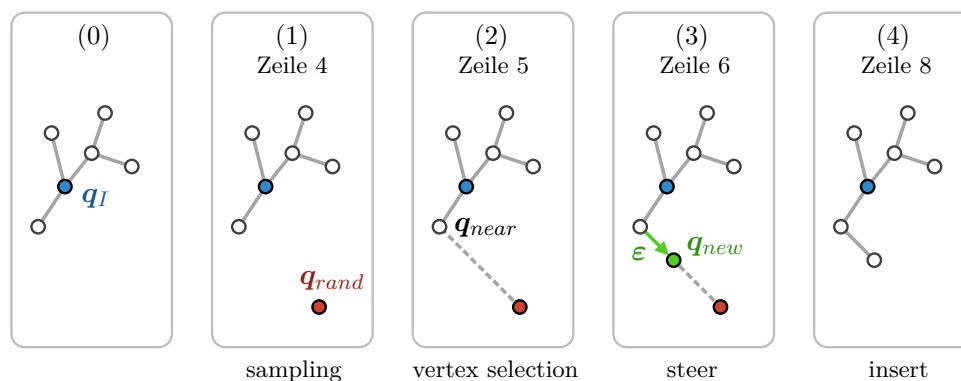 (0)
q_I
(1)
Zeile 4
q_rand
sampling
(2)
Zeile 5
q_near
vertex selection
(3)
Zeile 6
ε
q_new
steer
(4)
Zeile 8
insert